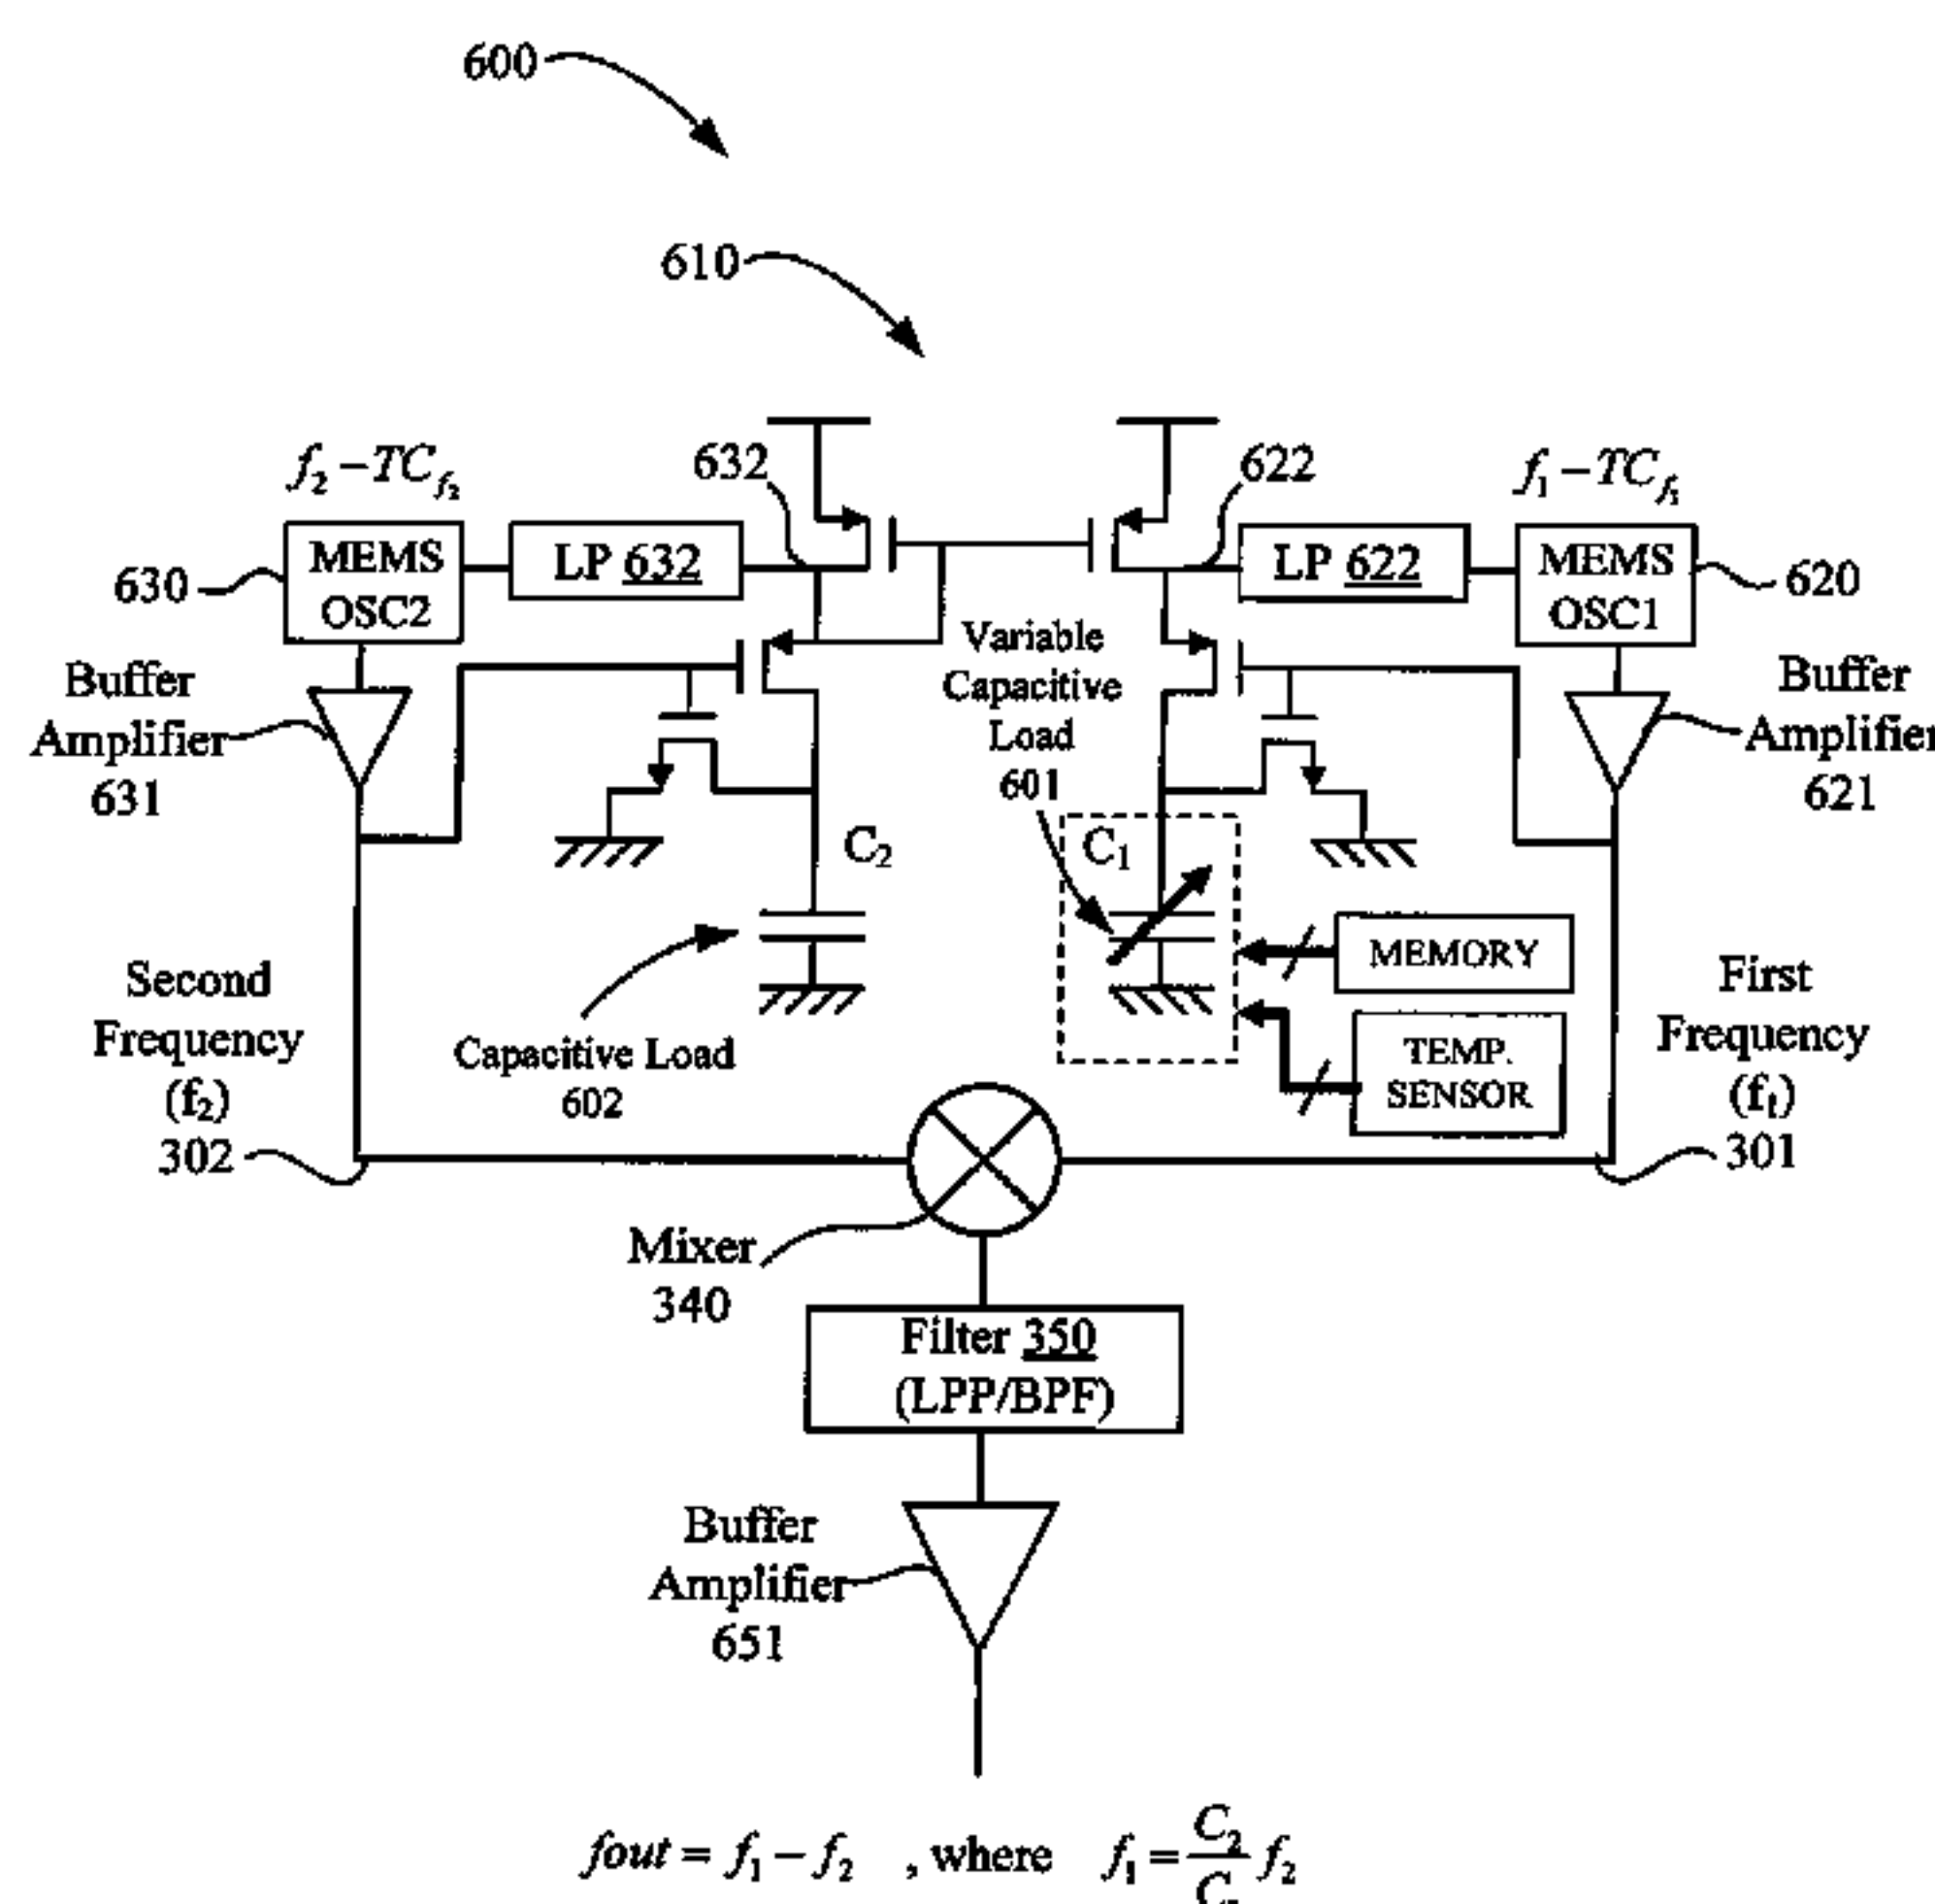 600
610
f₂ – TC_f₂
632
622
f₁ – TC_f₁
MEMS
OSC2
LP 632
LP 622
MEMS
OSC1
630
620
Variable
Capacitive
Load
601
Buffer
Amplifier
631
Buffer
Amplifier
621
C₂
C₁
MEMORY
TEMP.
SENSOR
Second
Frequency
(f₂)
302
Capacitive Load
602
First
Frequency
(f₁)
301
Mixer
340
Filter 350
(LPP/BPF)
Buffer
Amplifier
651
fout = f₁ – f₂ , where f₁ = C₂/C f₂